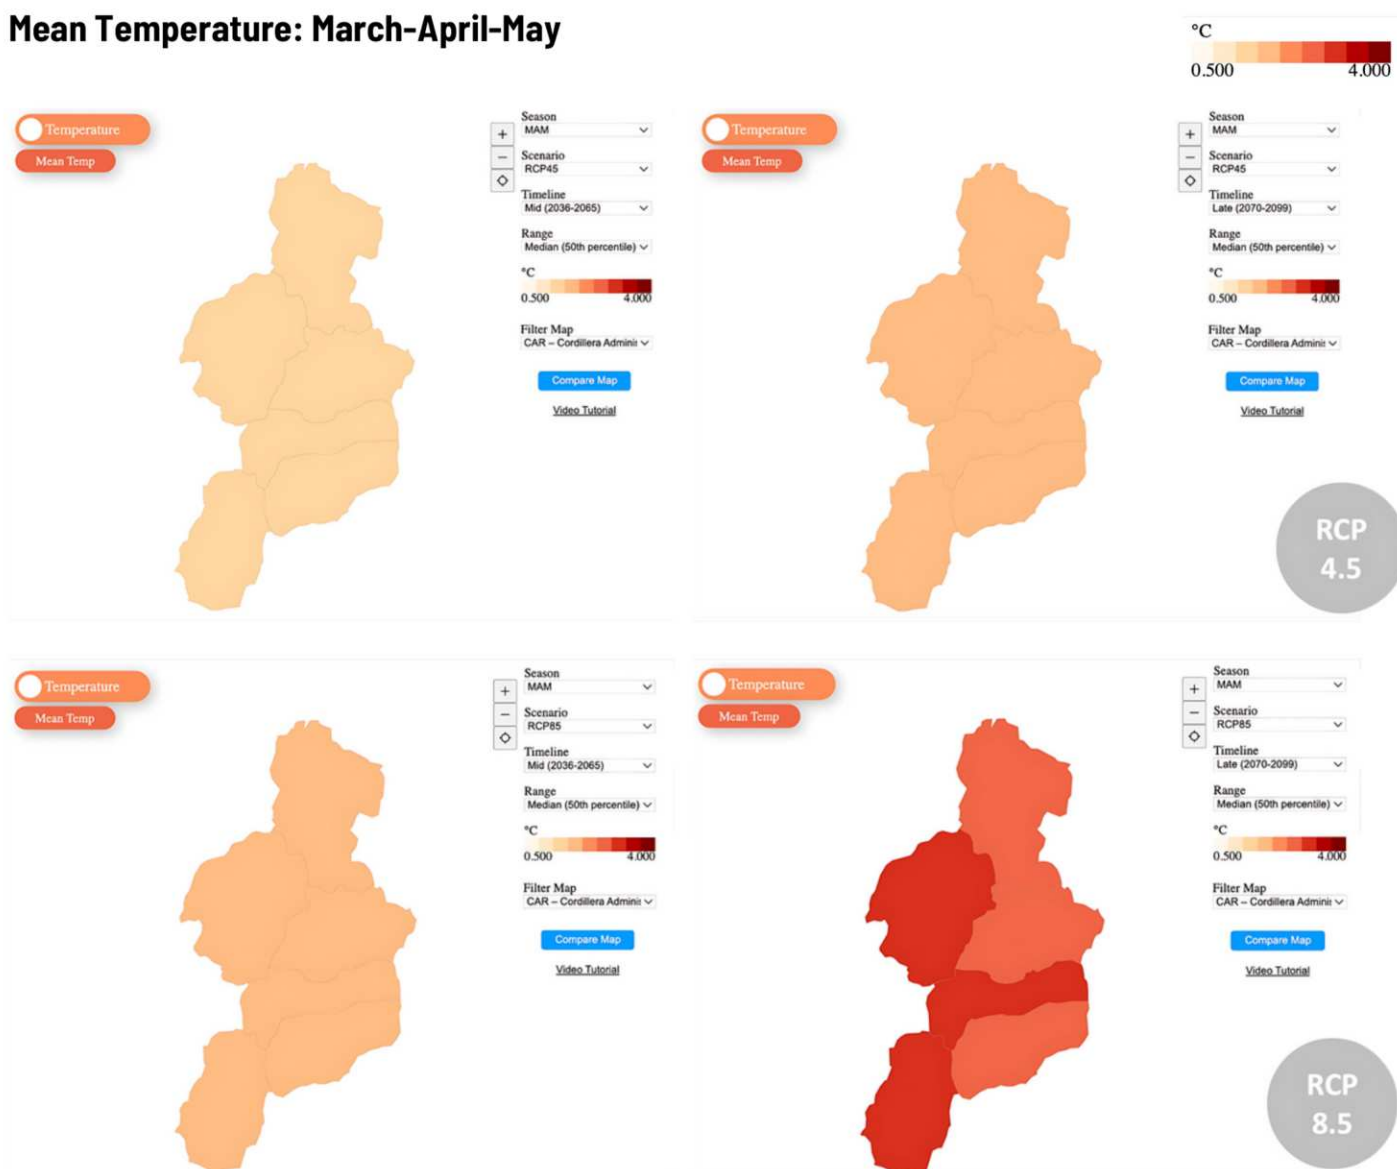 Mean Temperature: March-April-May
°C
0.500 4.000
Temperature
Mean Temp
+
−
Season
MAM
Scenario
RCP45
Timeline
Mid (2036-2065)
Range
Median (50th percentile)
°C
0.500 4.000
Filter Map
CAR – Cordillera Adminis
Compare Map
Video Tutorial
Temperature
Mean Temp
+
−
Season
MAM
Scenario
RCP45
Timeline
Late (2070-2099)
Range
Median (50th percentile)
°C
0.500 4.000
Filter Map
CAR – Cordillera Adminis
Compare Map
Video Tutorial
RCP
4.5
Temperature
Mean Temp
+
−
Season
MAM
Scenario
RCP85
Timeline
Mid (2036-2065)
Range
Median (50th percentile)
°C
0.500 4.000
Filter Map
CAR – Cordillera Adminis
Compare Map
Video Tutorial
Temperature
Mean Temp
+
−
Season
MAM
Scenario
RCP85
Timeline
Late (2070-2099)
Range
Median (50th percentile)
°C
0.500 4.000
Filter Map
CAR – Cordillera Adminis
Compare Map
Video Tutorial
RCP
8.5